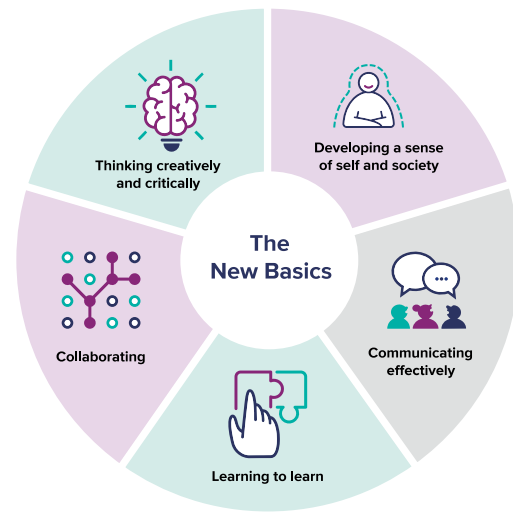 The
New Basics
Thinking creatively
and critically
Developing a sense
of self and society
Communicating
effectively
Learning to learn
Collaborating